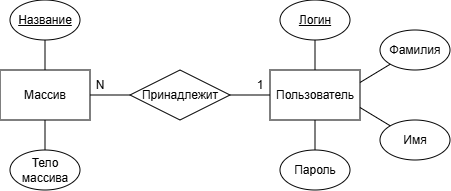 Название
Логин
Фамилия
Массив
N
Принадлежит
1
Пользователь
Имя
Тело
массива
Пароль